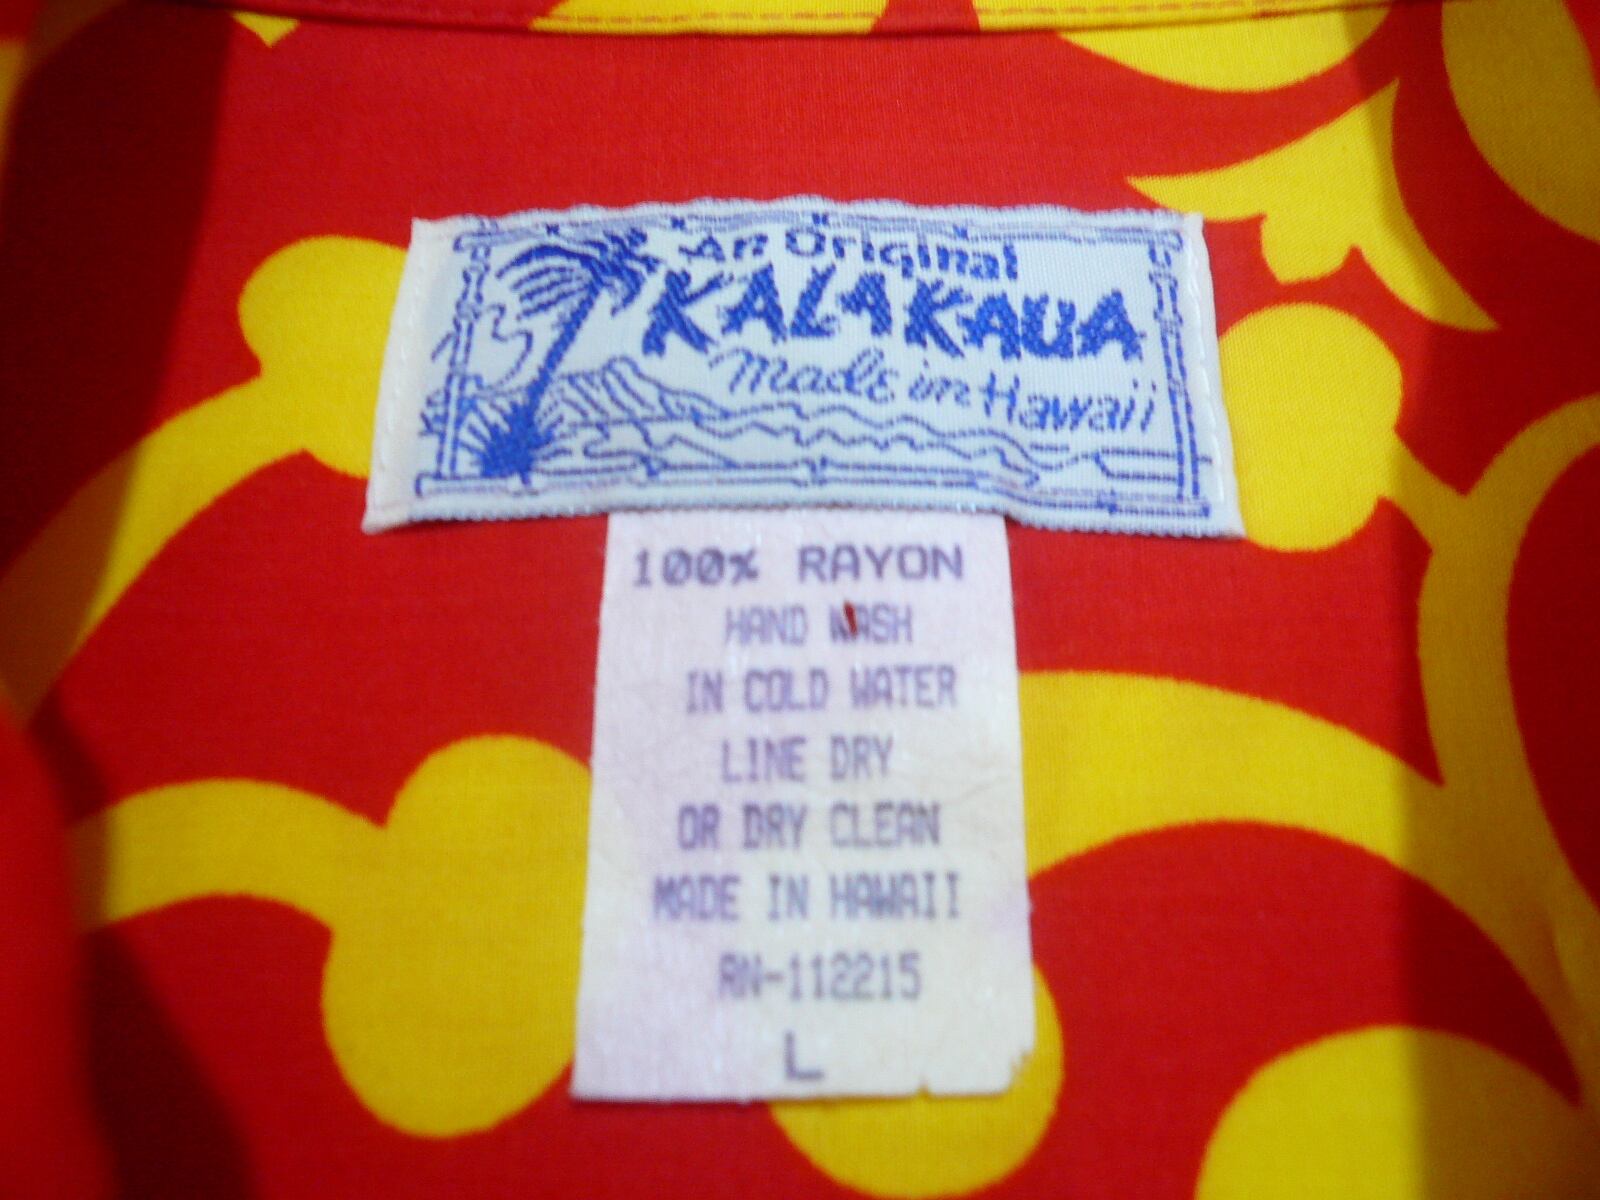 An Original
KALAKAUA
made in Hawaii
100% RAYON
HAND WASH
IN COLD WATER
LINE DRY
OR DRY CLEAN
MADE IN HAWAII
RN-112215
L